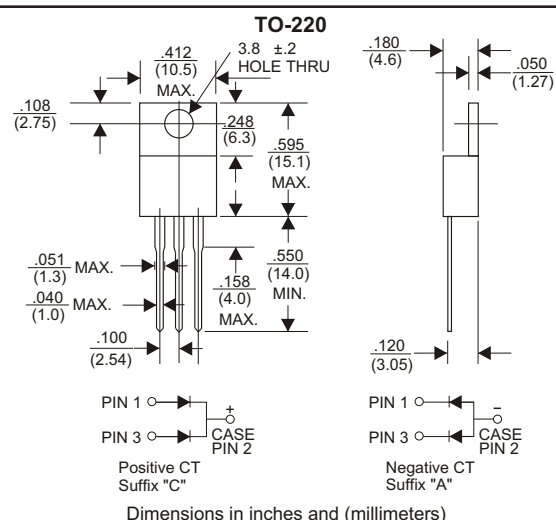 TO-220
.412
(10.5)
MAX.
3.8 ±.2
HOLE THRU
.180
(4.6)
.050
(1.27)
.108
(2.75)
.248
(6.3)
.595
(15.1)
MAX.
.051
(1.3)
MAX.
.040
(1.0)
MAX.
.158
(4.0)
MAX.
.550
(14.0)
MIN.
.100
(2.54)
.120
(3.05)
PIN 1
+
PIN 3
CASE
PIN 2
Positive CT
Suffix "C"
PIN 1
−
PIN 3
CASE
PIN 2
Negative CT
Suffix "A"
Dimensions in inches and (millimeters)